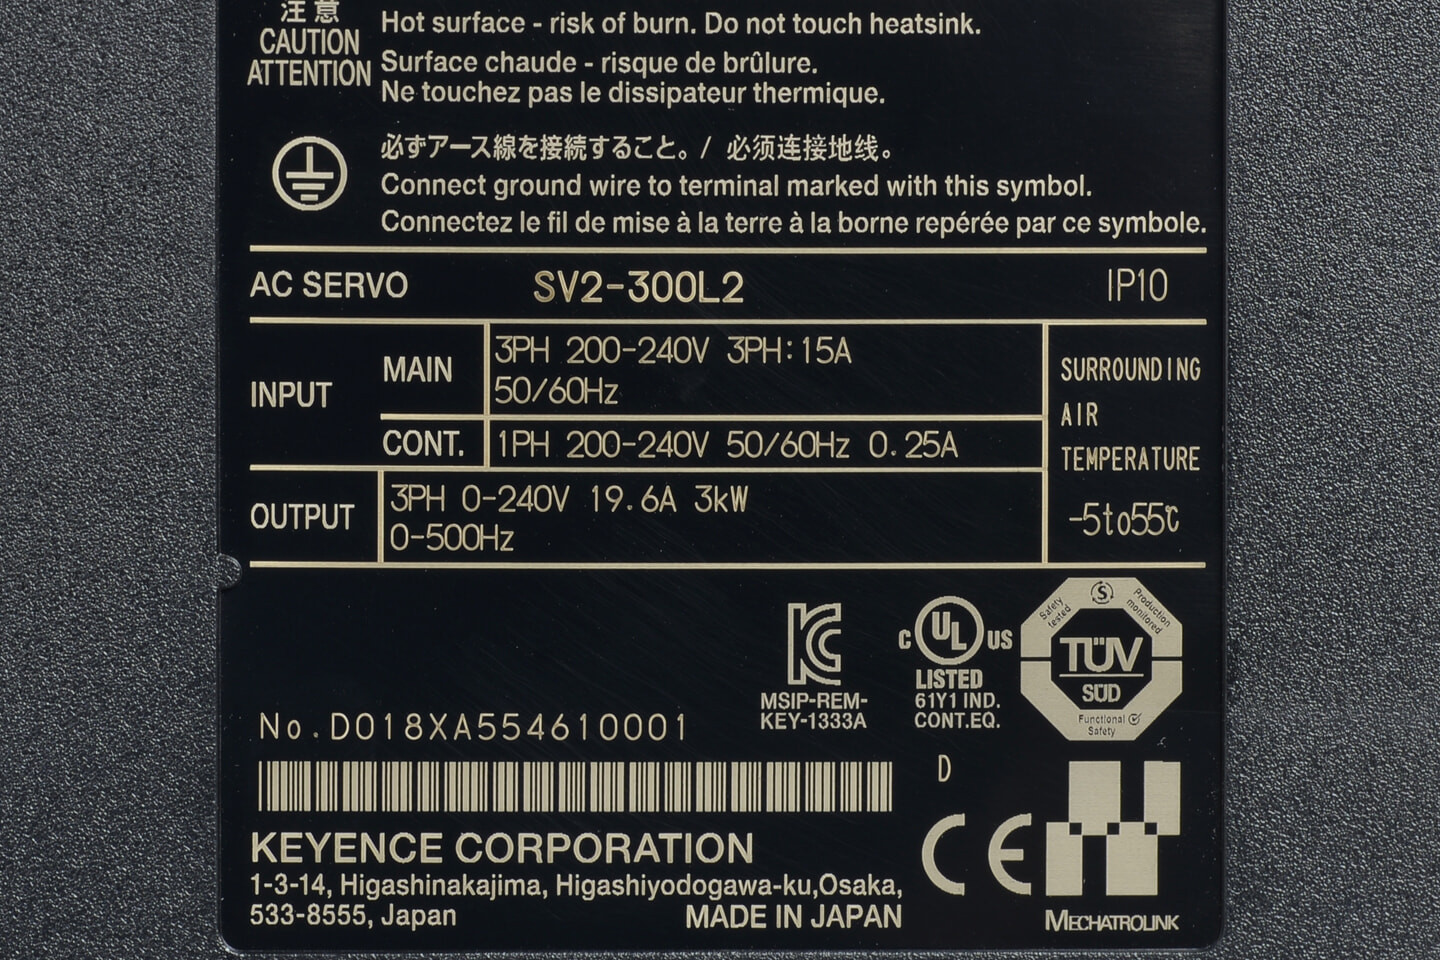 注意
CAUTION
ATTENTION
Hot surface - risk of burn. Do not touch heatsink.
Surface chaude - risque de brûlure.
Ne touchez pas le dissipateur thermique.
必ずアース線を接続すること。/ 必须连接地线。
Connect ground wire to terminal marked with this symbol.
Connectez le fil de mise à la terre à la borne repérée par ce symbole.
AC SERVO SV2-300L2 IP10
INPUT
MAIN
3PH 200-240V 3PH:15A
50/60Hz
CONT.
1PH 200-240V 50/60Hz 0.25A
OUTPUT
3PH 0-240V 19.6A 3kW
0-500Hz
SURROUNDING
AIR
TEMPERATURE
-5to55℃
MSIP-REM-
KEY-1333A
C UL US
LISTED
61Y1 IND.
CONT.EQ.
Safety
tested
S
Production
monitored
TÜV
SÜD
Functional
Safety
No.D018XA554610001
D
CE
KEYENCE CORPORATION
1-3-14, Higashinakajima, Higashiyodogawa-ku,Osaka,
533-8555, Japan MADE IN JAPAN
MECHATROLINK